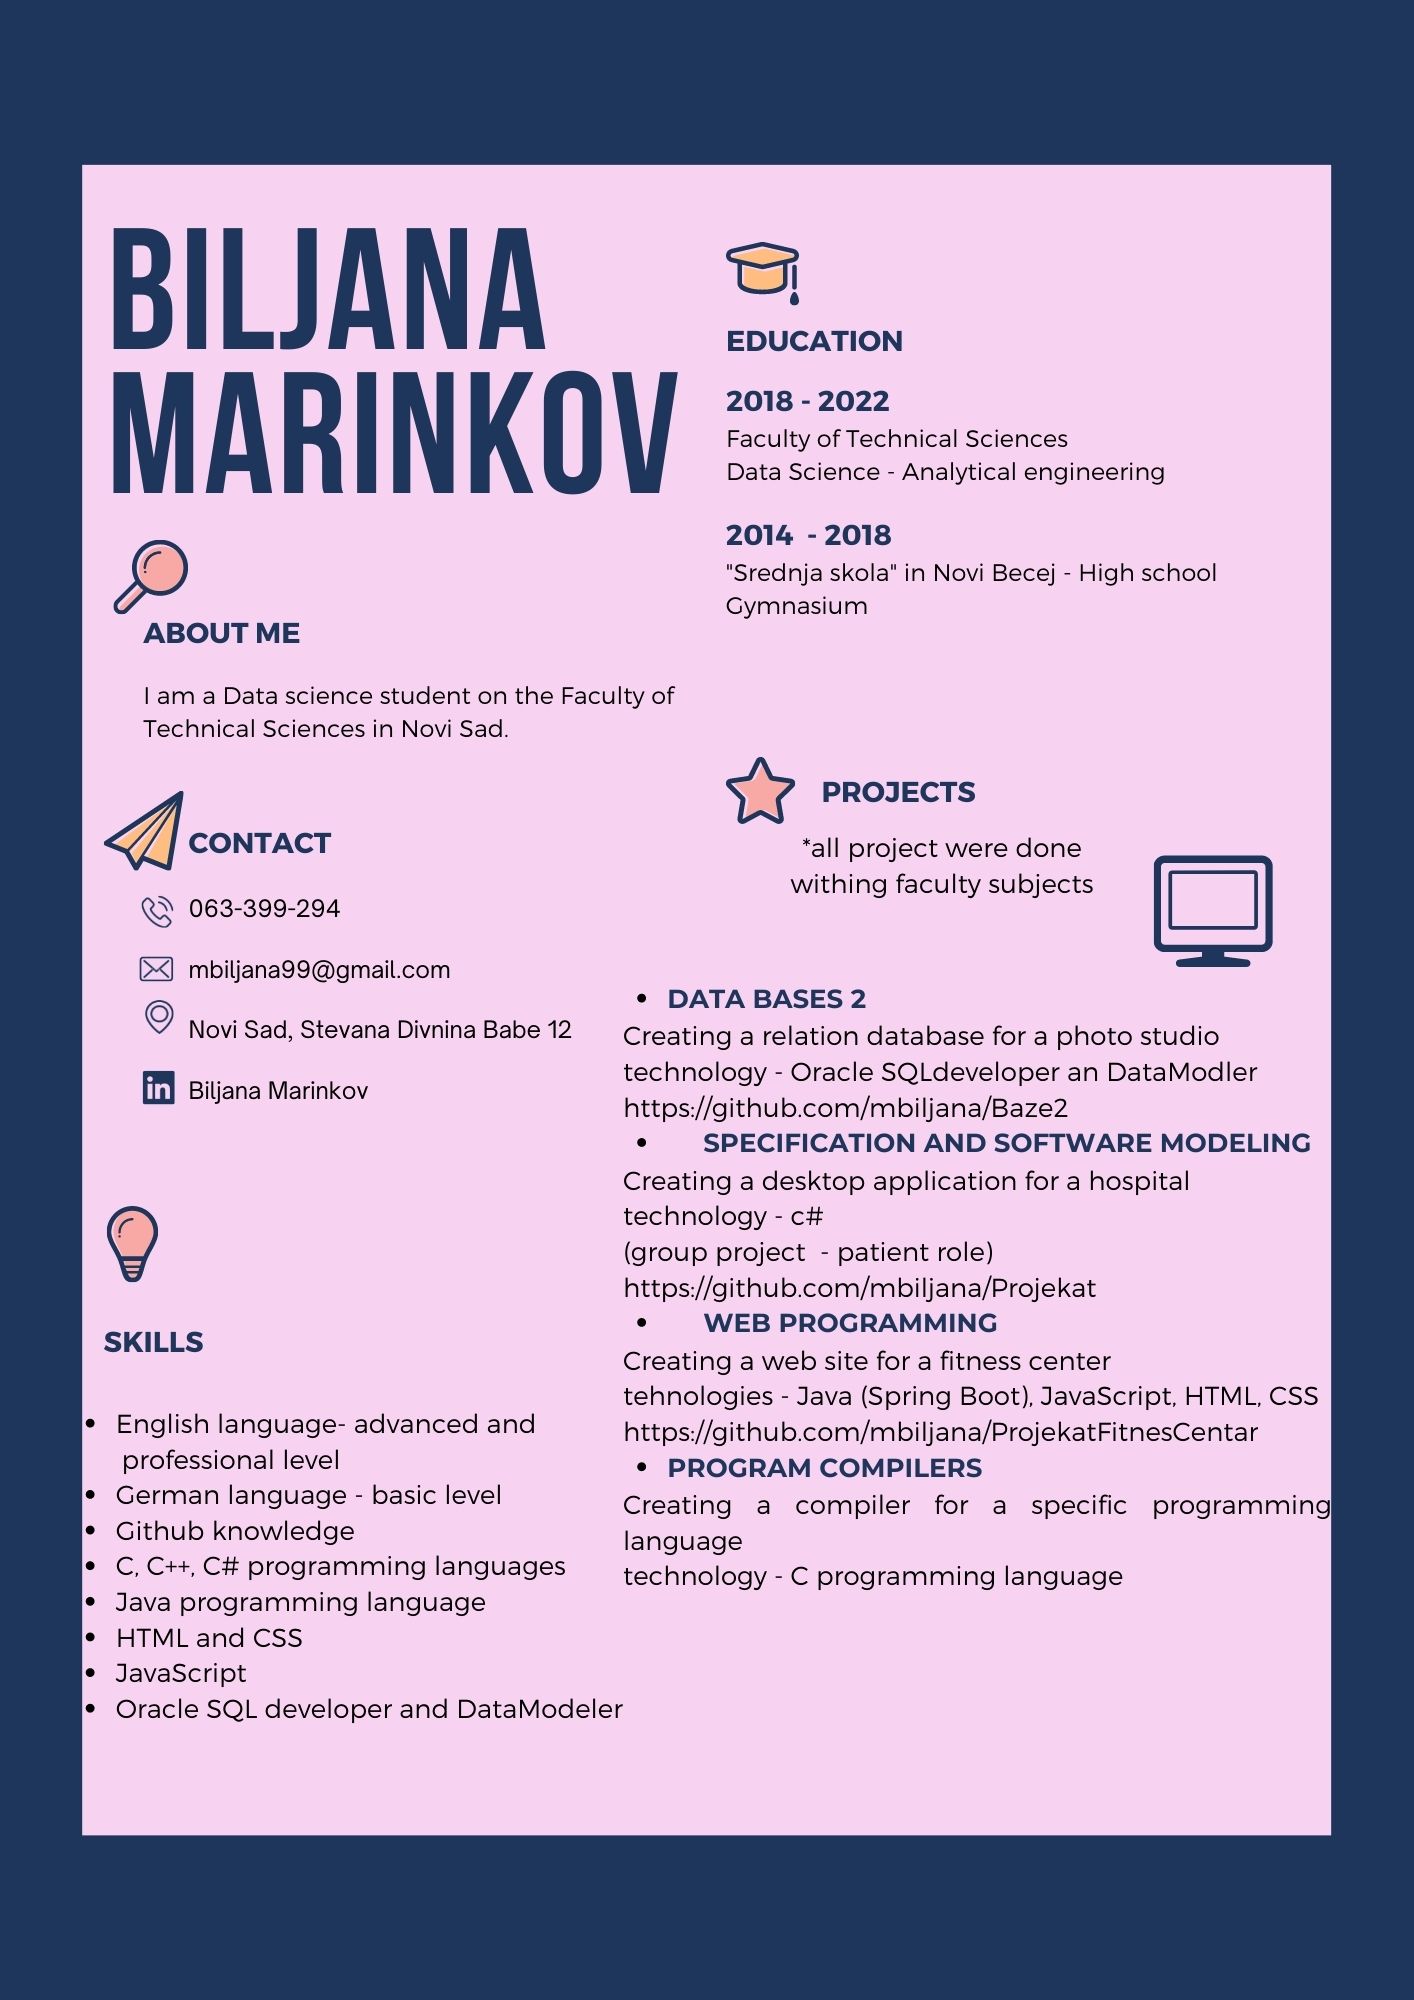 BILJANA
MARINKOV
ABOUT ME
I am a Data science student on the Faculty of
Technical Sciences in Novi Sad.
CONTACT
063-399-294
mbiljana99@gmail.com
Novi Sad, Stevana Divnina Babe 12
in Biljana Marinkov
SKILLS
• English language- advanced and
professional level
• German language - basic level
• Github knowledge
• C, C++, C# programming languages
• Java programming language
• HTML and CSS
• JavaScript
• Oracle SQL developer and DataModeler
EDUCATION
2018 - 2022
Faculty of Technical Sciences
Data Science - Analytical engineering
2014  - 2018
"Srednja skola" in Novi Becej - High school
Gymnasium
PROJECTS
*all project were done
withing faculty subjects
• DATA BASES 2
Creating a relation database for a photo studio
technology - Oracle SQLdeveloper an DataModler
https://github.com/mbiljana/Baze2
• SPECIFICATION AND SOFTWARE MODELING
Creating a desktop application for a hospital
technology - c#
(group project  - patient role)
https://github.com/mbiljana/Projekat
• WEB PROGRAMMING
Creating a web site for a fitness center
tehnologies - Java (Spring Boot), JavaScript, HTML, CSS
https://github.com/mbiljana/ProjekatFitnesCentar
• PROGRAM COMPILERS
Creating a compiler for a specific programming
language
technology - C programming language